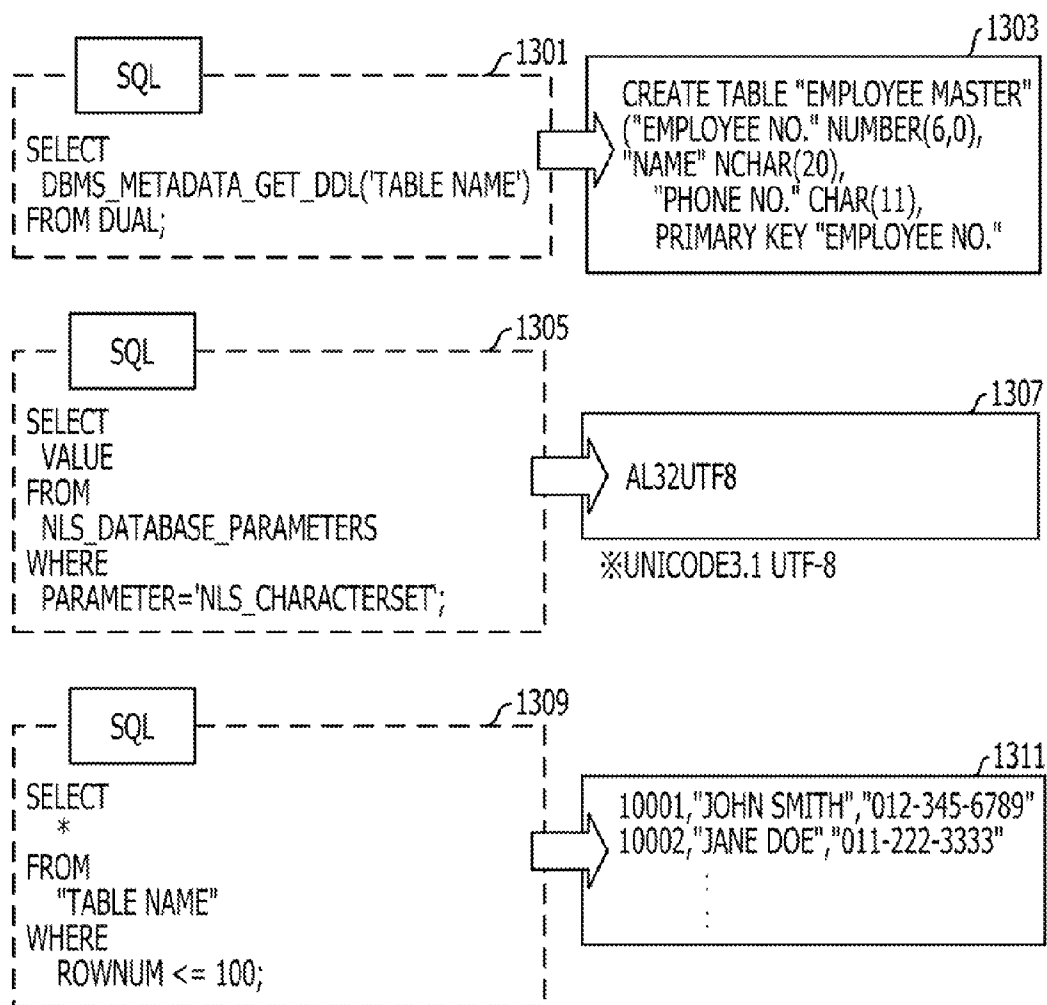 1301
SQL
SELECT
DBMS_METADATA_GET_DDL('TABLE NAME')
FROM DUAL;
1303
CREATE TABLE "EMPLOYEE MASTER"
("EMPLOYEE NO." NUMBER(6,0),
"NAME" NCHAR(20),
"PHONE NO." CHAR(11),
PRIMARY KEY "EMPLOYEE NO."
1305
SQL
SELECT
VALUE
FROM
NLS_DATABASE_PARAMETERS
WHERE
PARAMETER='NLS_CHARACTERSET';
1307
AL32UTF8
※UNICODE3.1 UTF-8
1309
SQL
SELECT
*
FROM
"TABLE NAME"
WHERE
ROWNUM <= 100;
1311
10001,"JOHN SMITH","012-345-6789"
10002,"JANE DOE","011-222-3333"